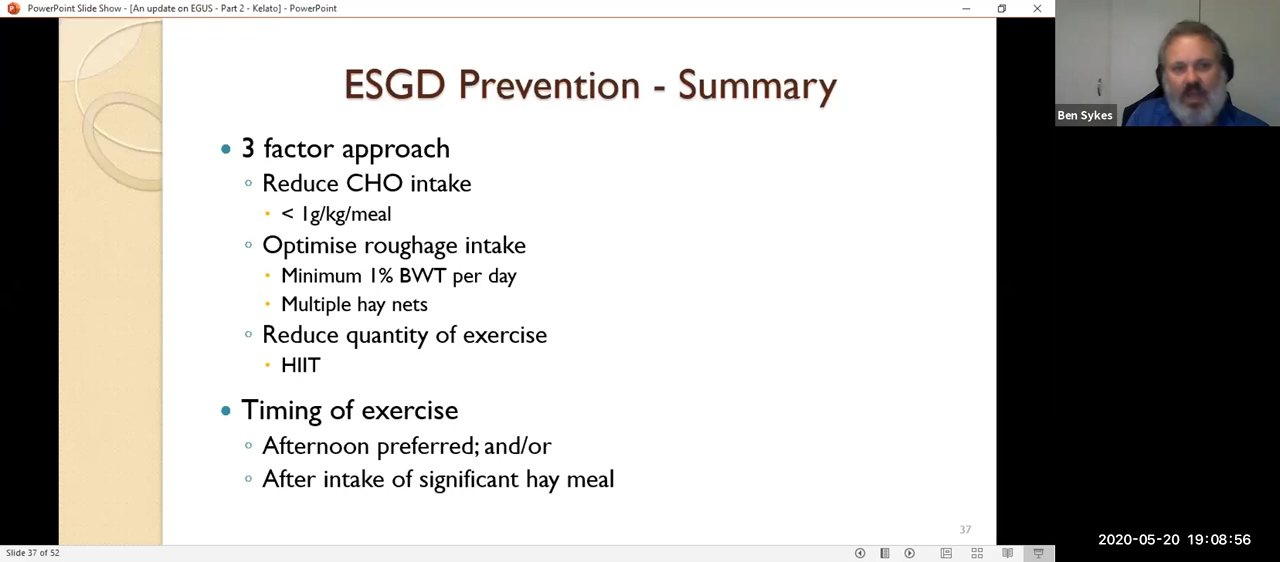 PowerPoint Slide Show - [An update on EGUS - Part 2 - Kelato] - PowerPoint
ESGD Prevention - Summary
3 factor approach
Reduce CHO intake
< 1g/kg/meal
Optimise roughage intake
Minimum 1% BWT per day
Multiple hay nets
Reduce quantity of exercise
HIIT
Timing of exercise
Afternoon preferred; and/or
After intake of significant hay meal
37
Slide 37 of 52
Ben Sykes
2020-05-20 19:08:56